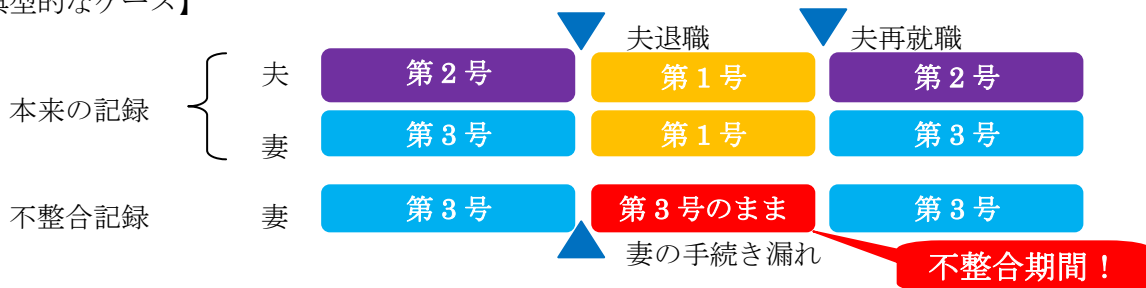 典型的なケース】
夫退職 夫再就職
本来の記録
夫 第2号 第1号 第2号
妻 第3号 第1号 第3号
不整合記録 妻 第3号 第3号のまま 第3号
妻の手続き漏れ
不整合期間！